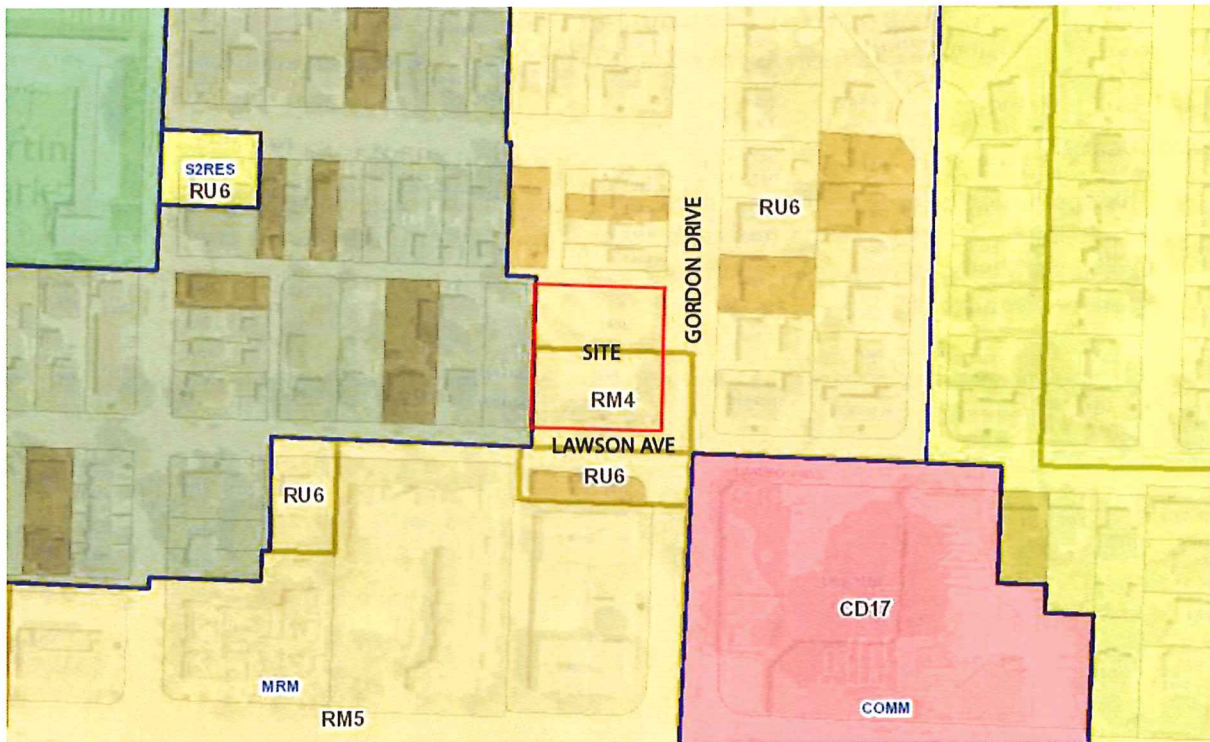 S2RES
RU6
RU6
GORDON DRIVE
SITE
RM4
LAWSON AVE
RU6
RU6
CD17
MRM
COMM
RM5